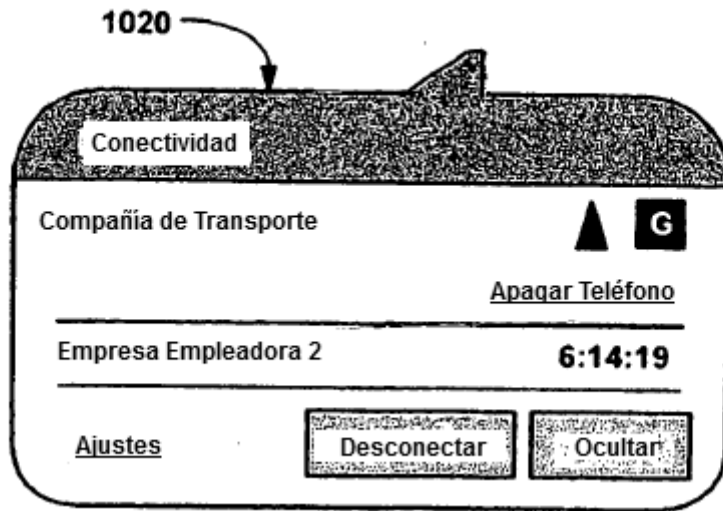 1020
Conectividad
Compañía de Transporte G
Apagar Teléfono
Empresa Empleadora 2 6:14:19
Ajustes Desconectar Ocultar